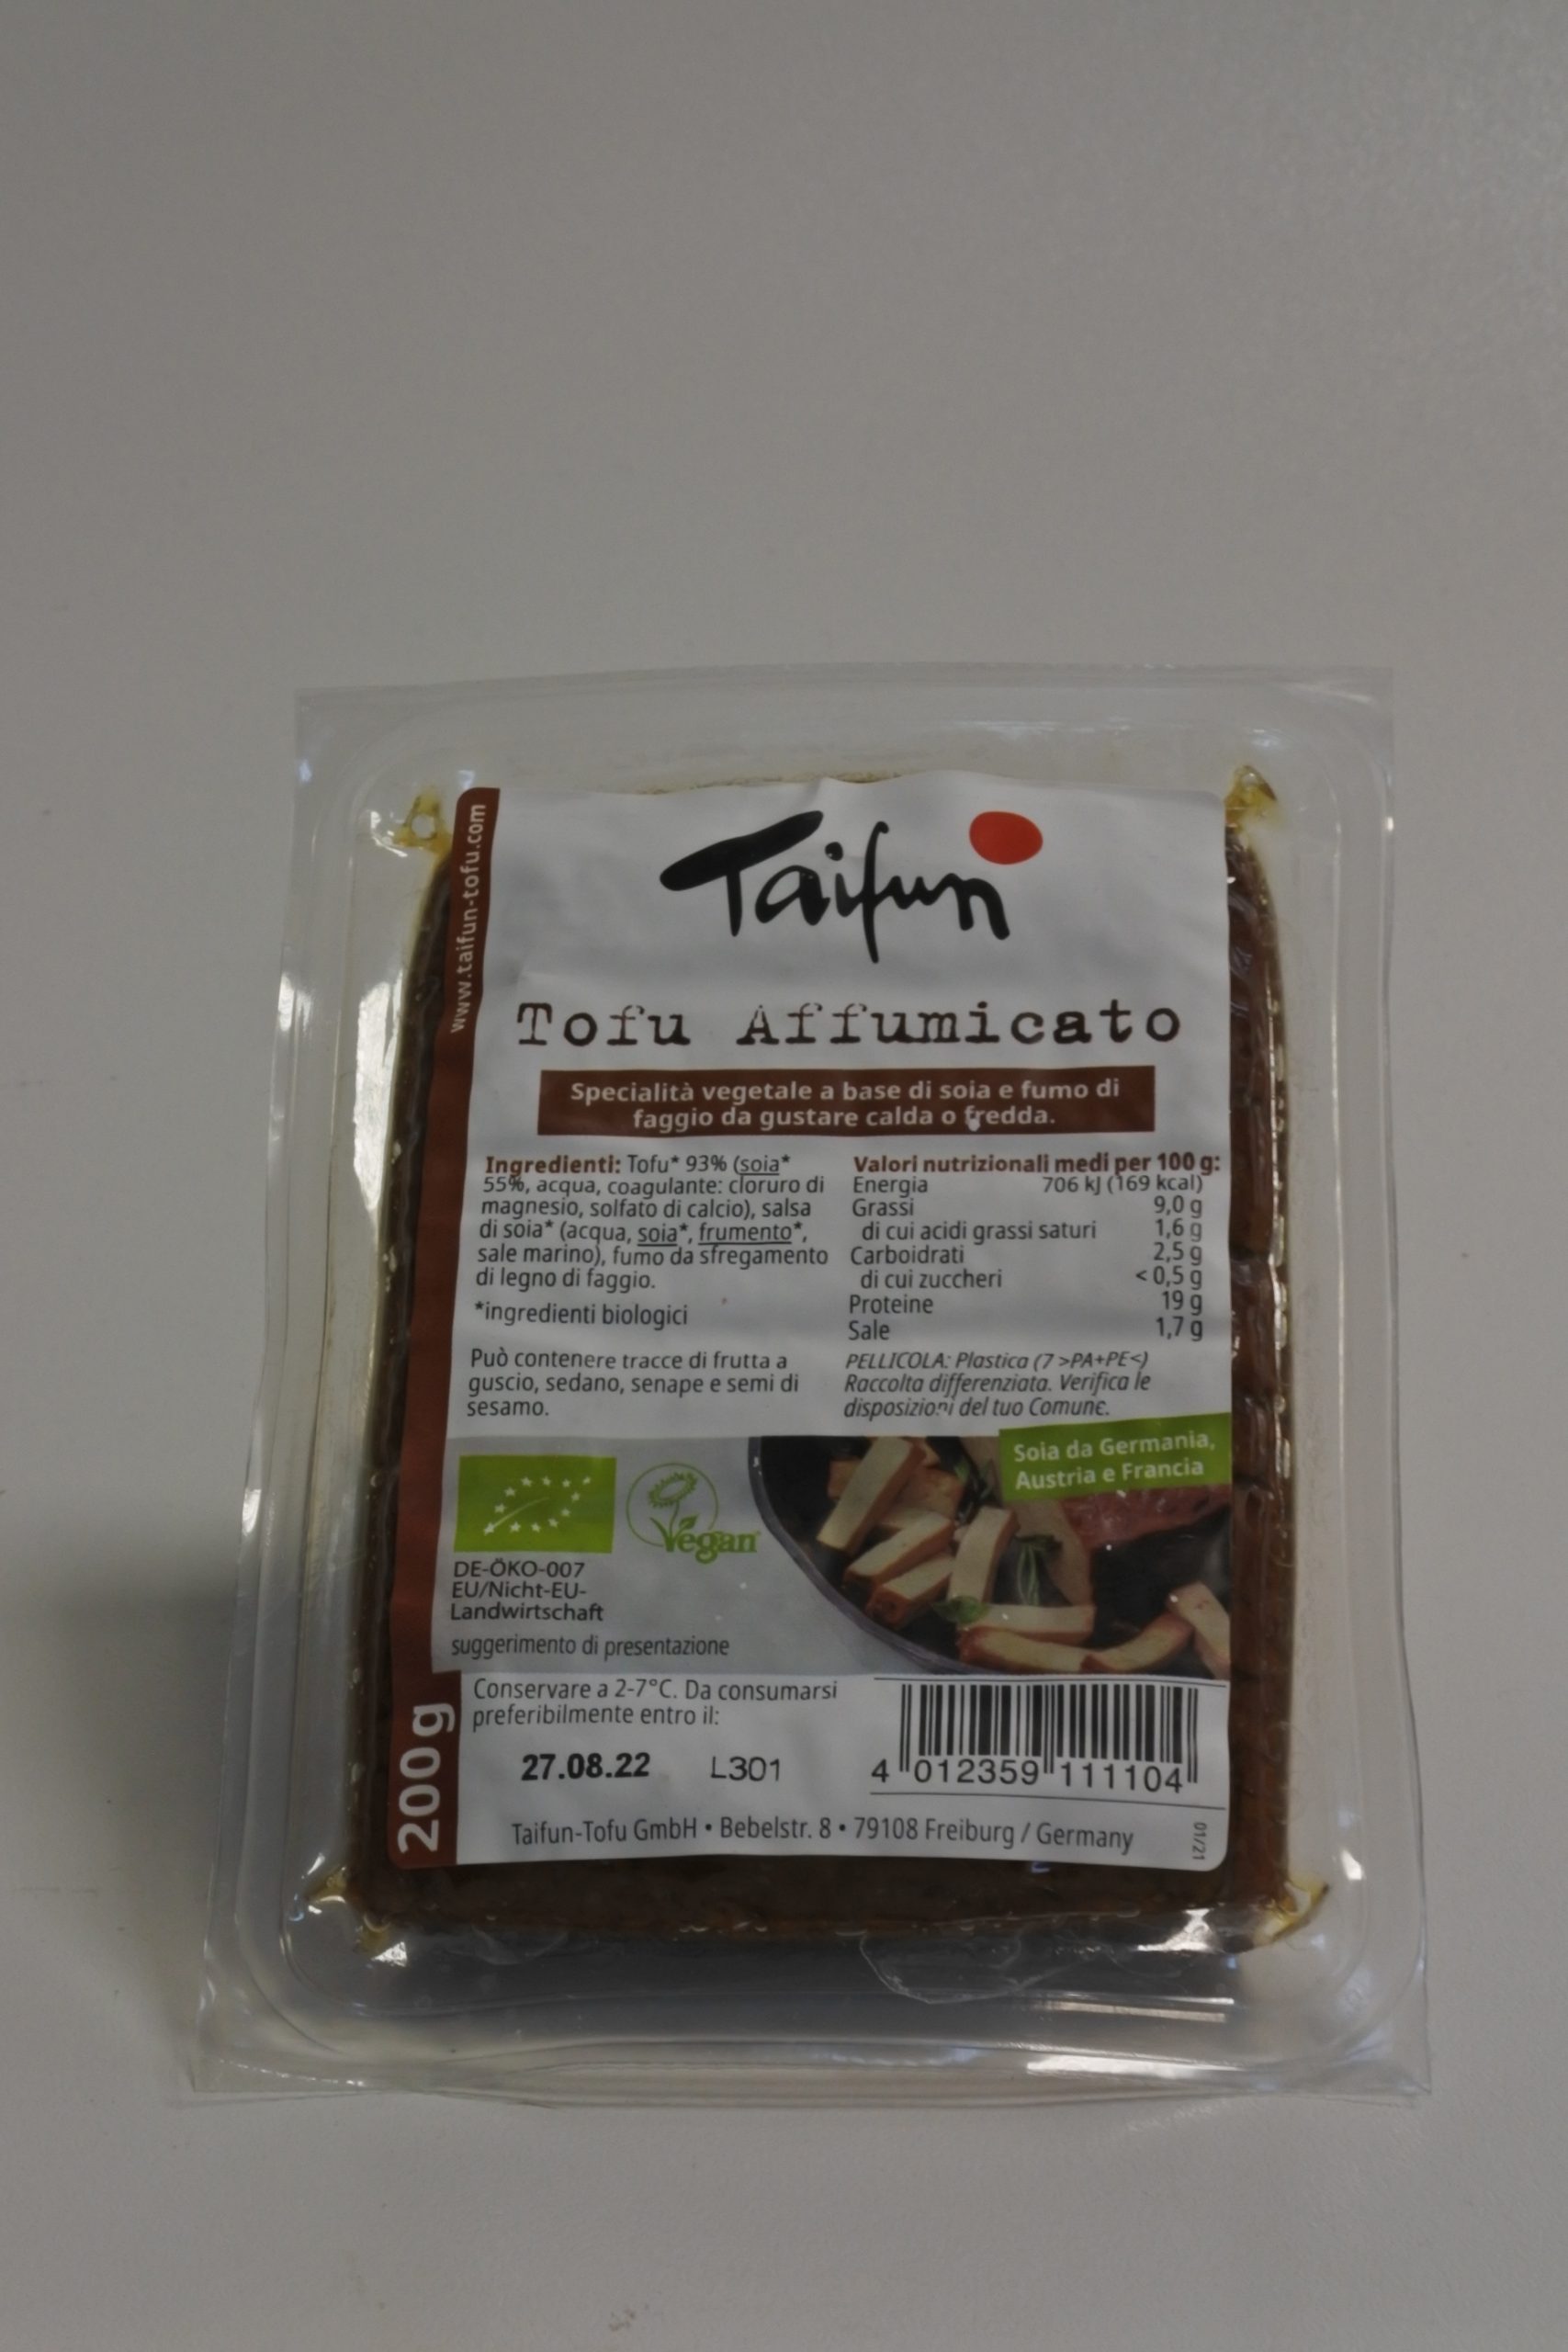 www.taifun-tofu.com
Taifun
Tofu Affumicato
Specialità vegetale a base di soia e fumo di
faggio da gustare calda o fredda.
Ingredienti: Tofu* 93% (soia*
55%, acqua, coagulante: cloruro di
magnesio, solfato di calcio), salsa
di soia* (acqua, soia*, frumento*,
sale marino), fumo da sfregamento
di legno di faggio.
*ingredienti biologici
Può contenere tracce di frutta a
guscio, sedano, senape e semi di
sesamo.
Valori nutrizionali medi per 100 g:
Energia 706 kJ (169 kcal)
Grassi 9,0 g
di cui acidi grassi saturi 1,6 g
Carboidrati 2,5 g
di cui zuccheri < 0,5 g
Proteine 19 g
Sale 1,7 g
PELLICOLA: Plastica (7 >PA+PE<)
Raccolta differenziata. Verifica le
disposizioni del tuo Comune.
Soia da Germania,
Austria e Francia
Vegan
DE-ÖKO-007
EU/Nicht-EU-
Landwirtschaft
suggerimento di presentazione
200 g
Conservare a 2-7°C. Da consumarsi
preferibilmente entro il:
27.08.22 L301
4 012359 111104
Taifun-Tofu GmbH • Bebelstr. 8 • 79108 Freiburg / Germany
01/21